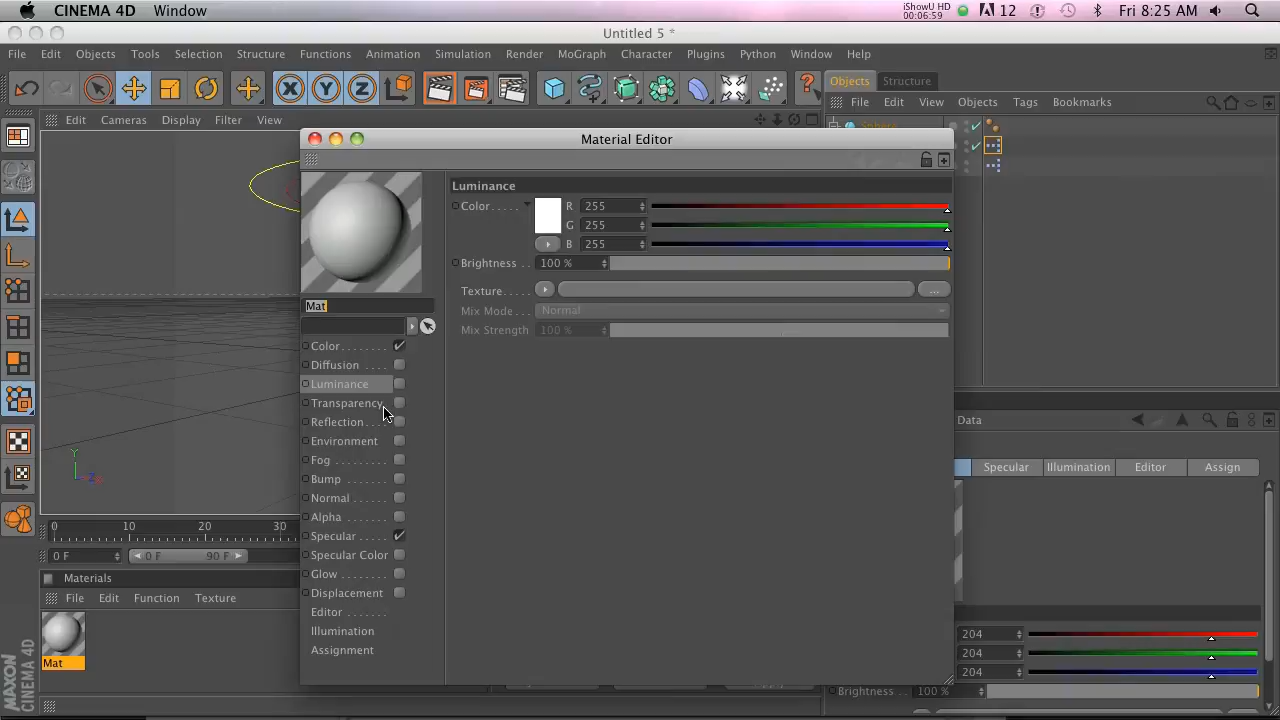 CINEMA 4D Window
iShowU HD
00:06:59
12
Fri 8:25 AM
Untitled 5 *
File Edit Objects Tools Selection Structure Functions Animation Simulation Render MoGraph Character Plugins Python Window Help
Objects Structure
File Edit View Objects Tags Bookmarks
Edit Cameras Display Filter View
Material Editor
Luminance
Color
R 255
G 255
B 255
Brightness 100 %
Texture ...
Mix Mode Normal
Mix Strength 100 %
Mat
Color
Diffusion
Luminance
Transparency
Reflection
Environment
Fog
Bump
Normal
Alpha
Specular
Specular Color
Glow
Displacement
Editor
Illumination
Assignment
Y
Z
0 10 20 30
0 F 0 F 90 F
Materials
File Edit Function Texture
Mat
MAXON
CINEMA 4D
Data
Specular Illumination Editor Assign
204
204
204
Brightness 100 %